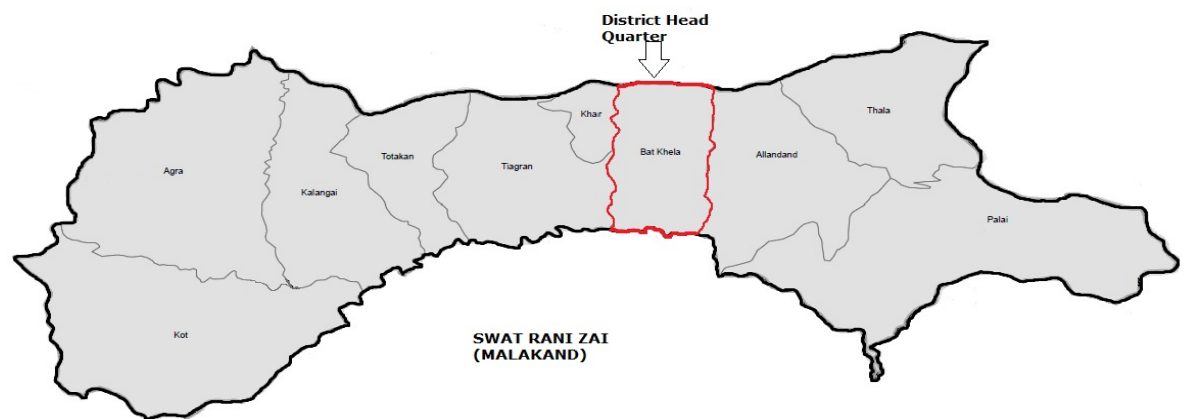 District Head
Quarter
Thala
Khar
Bat Khela
Allandand
Totakan
Tiagran
Agra
Kalangai
Palai
Kot
SWAT RANI ZAI
(MALAKAND)